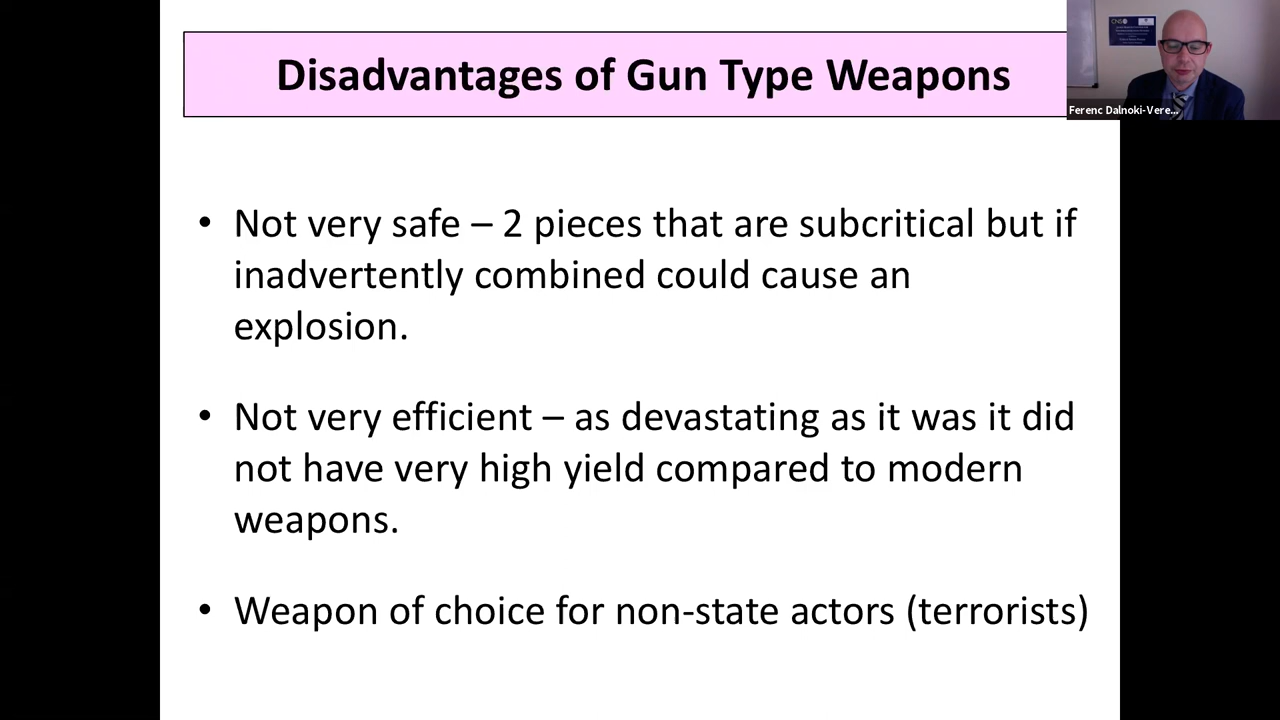 Disadvantages of Gun Type Weapons
Ferenc Dalnoki-Vere...
• Not very safe – 2 pieces that are subcritical but if
inadvertently combined could cause an
explosion.
• Not very efficient – as devastating as it was it did
not have very high yield compared to modern
weapons.
• Weapon of choice for non-state actors (terrorists)